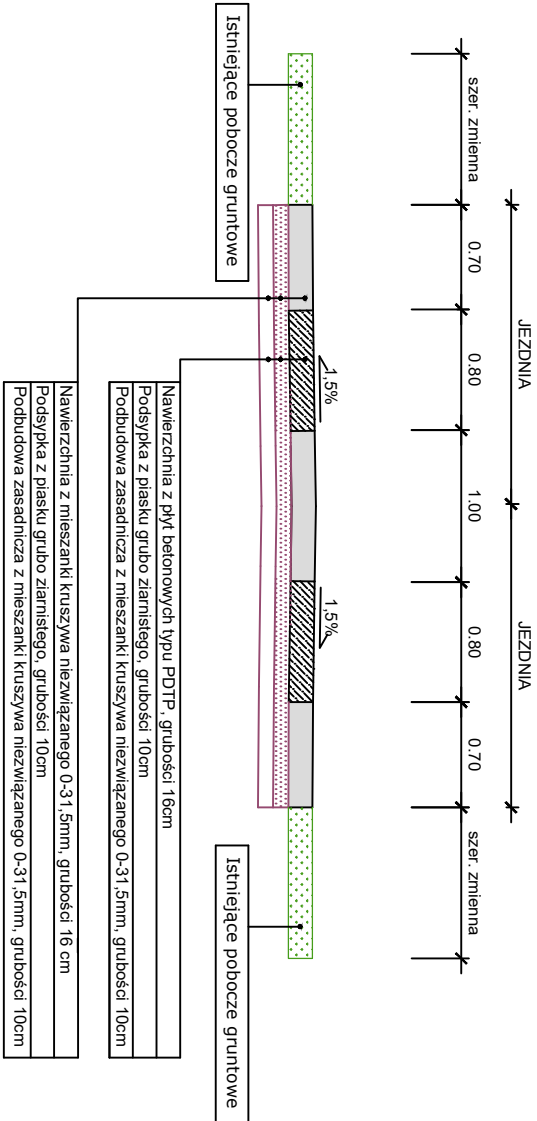 JEZDNIA
JEZDNIA
szer. zmienna
0.70
0.80
1.00
0.80
0.70
szer. zmienna
1,5%
1,5%
Istniejące pobocze gruntowe
Istniejące pobocze gruntowe
Nawierzchnia z płyt betonowych typu PDTP, grubości 16cm
Podsypka z piasku grubo ziarnistego, grubości 10cm
Podbudowa zasadnicza z mieszanki kruszywa niezwiązanego 0-31,5mm, grubości 10cm
Nawierzchnia z mieszanki kruszywa niezwiązanego 0-31,5mm, grubości 16 cm
Podsypka z piasku grubo ziarnistego, grubości 10cm
Podbudowa zasadnicza z mieszanki kruszywa niezwiązanego 0-31,5mm, grubości 10cm